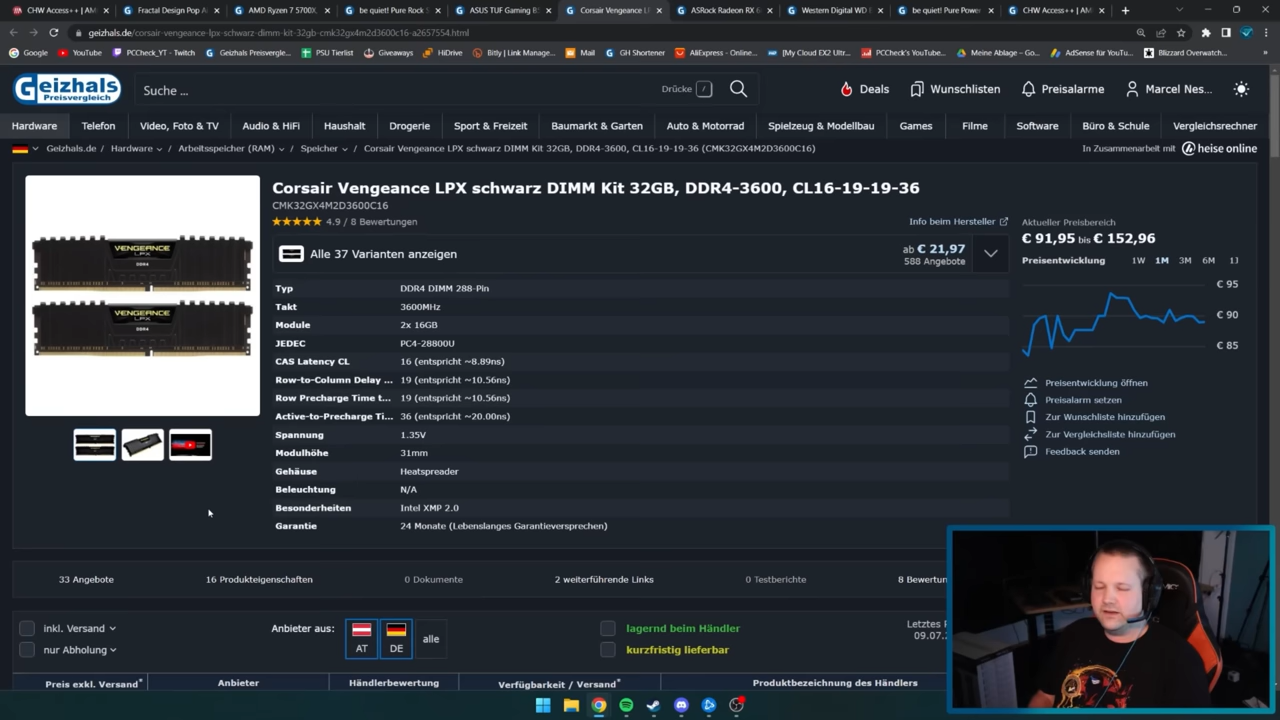 CHW Access++ | AM
Fractal Design Pop Ai
AMD Ryzen 7 5700X,
be quiet! Pure Rock S
ASUS TUF Gaming B5
Corsair Vengeance LP
ASRock Radeon RX
Western Digital WD B
be quiet! Pure Power
CHW Access++ | AM
geizhals.de/corsair-vengeance-lpx-schwarz-dimm-kit-32gb-cmk32gx4m2d3600c16-a2657554.html
Google
YouTube
PCCheck_YT - Twitch
Geizhals Preisverglei...
PSU Tierlist
Giveaways
HiDrive
Bitly | Link Manage...
Mail
GH Shortener
AliExpress - Online...
[My Cloud EX2 Ultr...
PCCheck's YouTube...
Meine Ablage – Go...
AdSense für YouT...
Blizzard Overwatch...
Geizhals
Preisvergleich
Suche ...
Drücke /
Deals
Wunschlisten
Preisalarme
Marcel Nes...
Hardware
Telefon
Video, Foto & TV
Audio & HiFi
Haushalt
Drogerie
Sport & Freizeit
Baumarkt & Garten
Auto & Motorrad
Spielzeug & Modellbau
Games
Filme
Software
Büro & Schule
Vergleichsrechner
Geizhals.de / Hardware / Arbeitsspeicher (RAM) / Speicher / Corsair Vengeance LPX schwarz DIMM Kit 32GB, DDR4-3600, CL16-19-19-36 (CMK32GX4M2D3600C16)
In Zusammenarbeit mit heise online
Corsair Vengeance LPX schwarz DIMM Kit 32GB, DDR4-3600, CL16-19-19-36
CMK32GX4M2D3600C16
4.9 / 8 Bewertungen
Info beim Hersteller
Alle 37 Varianten anzeigen
ab € 21,97
588 Angebote
Typ DDR4 DIMM 288-Pin
Takt 3600MHz
Module 2x 16GB
JEDEC PC4-28800U
CAS Latency CL 16 (entspricht ~8.89ns)
Row-to-Column Delay ... 19 (entspricht ~10.56ns)
Row Precharge Time t... 19 (entspricht ~10.56ns)
Active-to-Precharge Ti... 36 (entspricht ~20.00ns)
Spannung 1.35V
Modulhöhe 31mm
Gehäuse Heatspreader
Beleuchtung N/A
Besonderheiten Intel XMP 2.0
Garantie 24 Monate (Lebenslanges Garantieversprechen)
VENGEANCE
LPX
DDR4
VENGEANCE
LPX
DDR4
Aktueller Preisbereich
€ 91,95 bis € 152,96
Preisentwicklung 1W 1M 3M 6M 1J
€ 95
€ 90
€ 85
Preisentwicklung öffnen
Preisalarm setzen
Zur Wunschliste hinzufügen
Zur Vergleichsliste hinzufügen
Feedback senden
33 Angebote
16 Produkteigenschaften
0 Dokumente
2 weiterführende Links
0 Testberichte
8 Bewertun
inkl. Versand
nur Abholung
Anbieter aus:
AT
DE
alle
lagernd beim Händler
kurzfristig lieferbar
Letztes
09.07.
Preis exkl. Versand*
Anbieter
Händlerbewertung
Verfügbarkeit / Versand*
Produktbezeichnung des Händlers